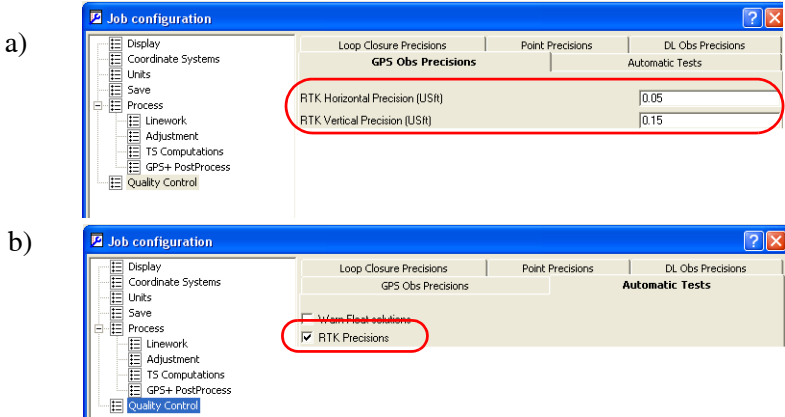 a)
Job configuration
Display
Coordinate Systems
Units
Save
Process
Linework
Adjustment
TS Computations
GPS+ PostProcess
Quality Control
Loop Closure Precisions
Point Precisions
DL Obs Precisions
GPS Obs Precisions
Automatic Tests
RTK Horizontal Precision (USft)
0.05
RTK Vertical Precision (USft)
0.15
b)
Job configuration
Display
Coordinate Systems
Units
Save
Process
Linework
Adjustment
TS Computations
GPS+ PostProcess
Quality Control
Loop Closure Precisions
Point Precisions
DL Obs Precisions
GPS Obs Precisions
Automatic Tests
Warn Float solutions
RTK Precisions